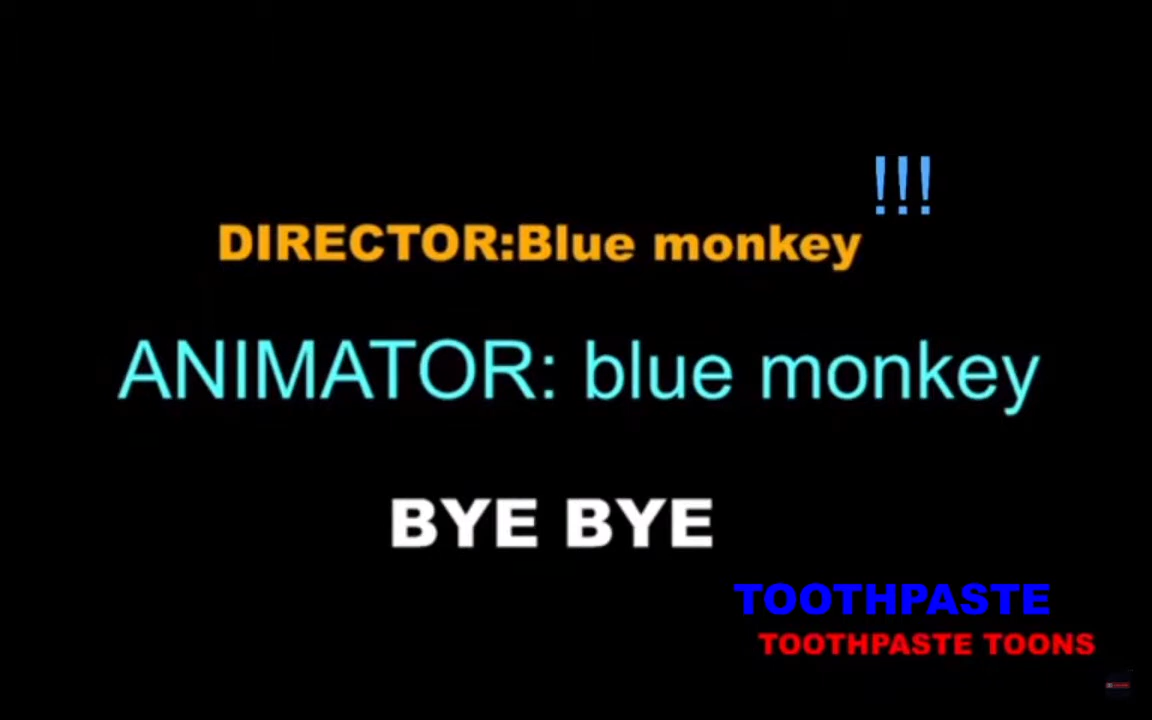 !!!
DIRECTOR:Blue monkey
ANIMATOR: blue monkey
BYE BYE
TOOTHPASTE
TOOTHPASTE TOONS